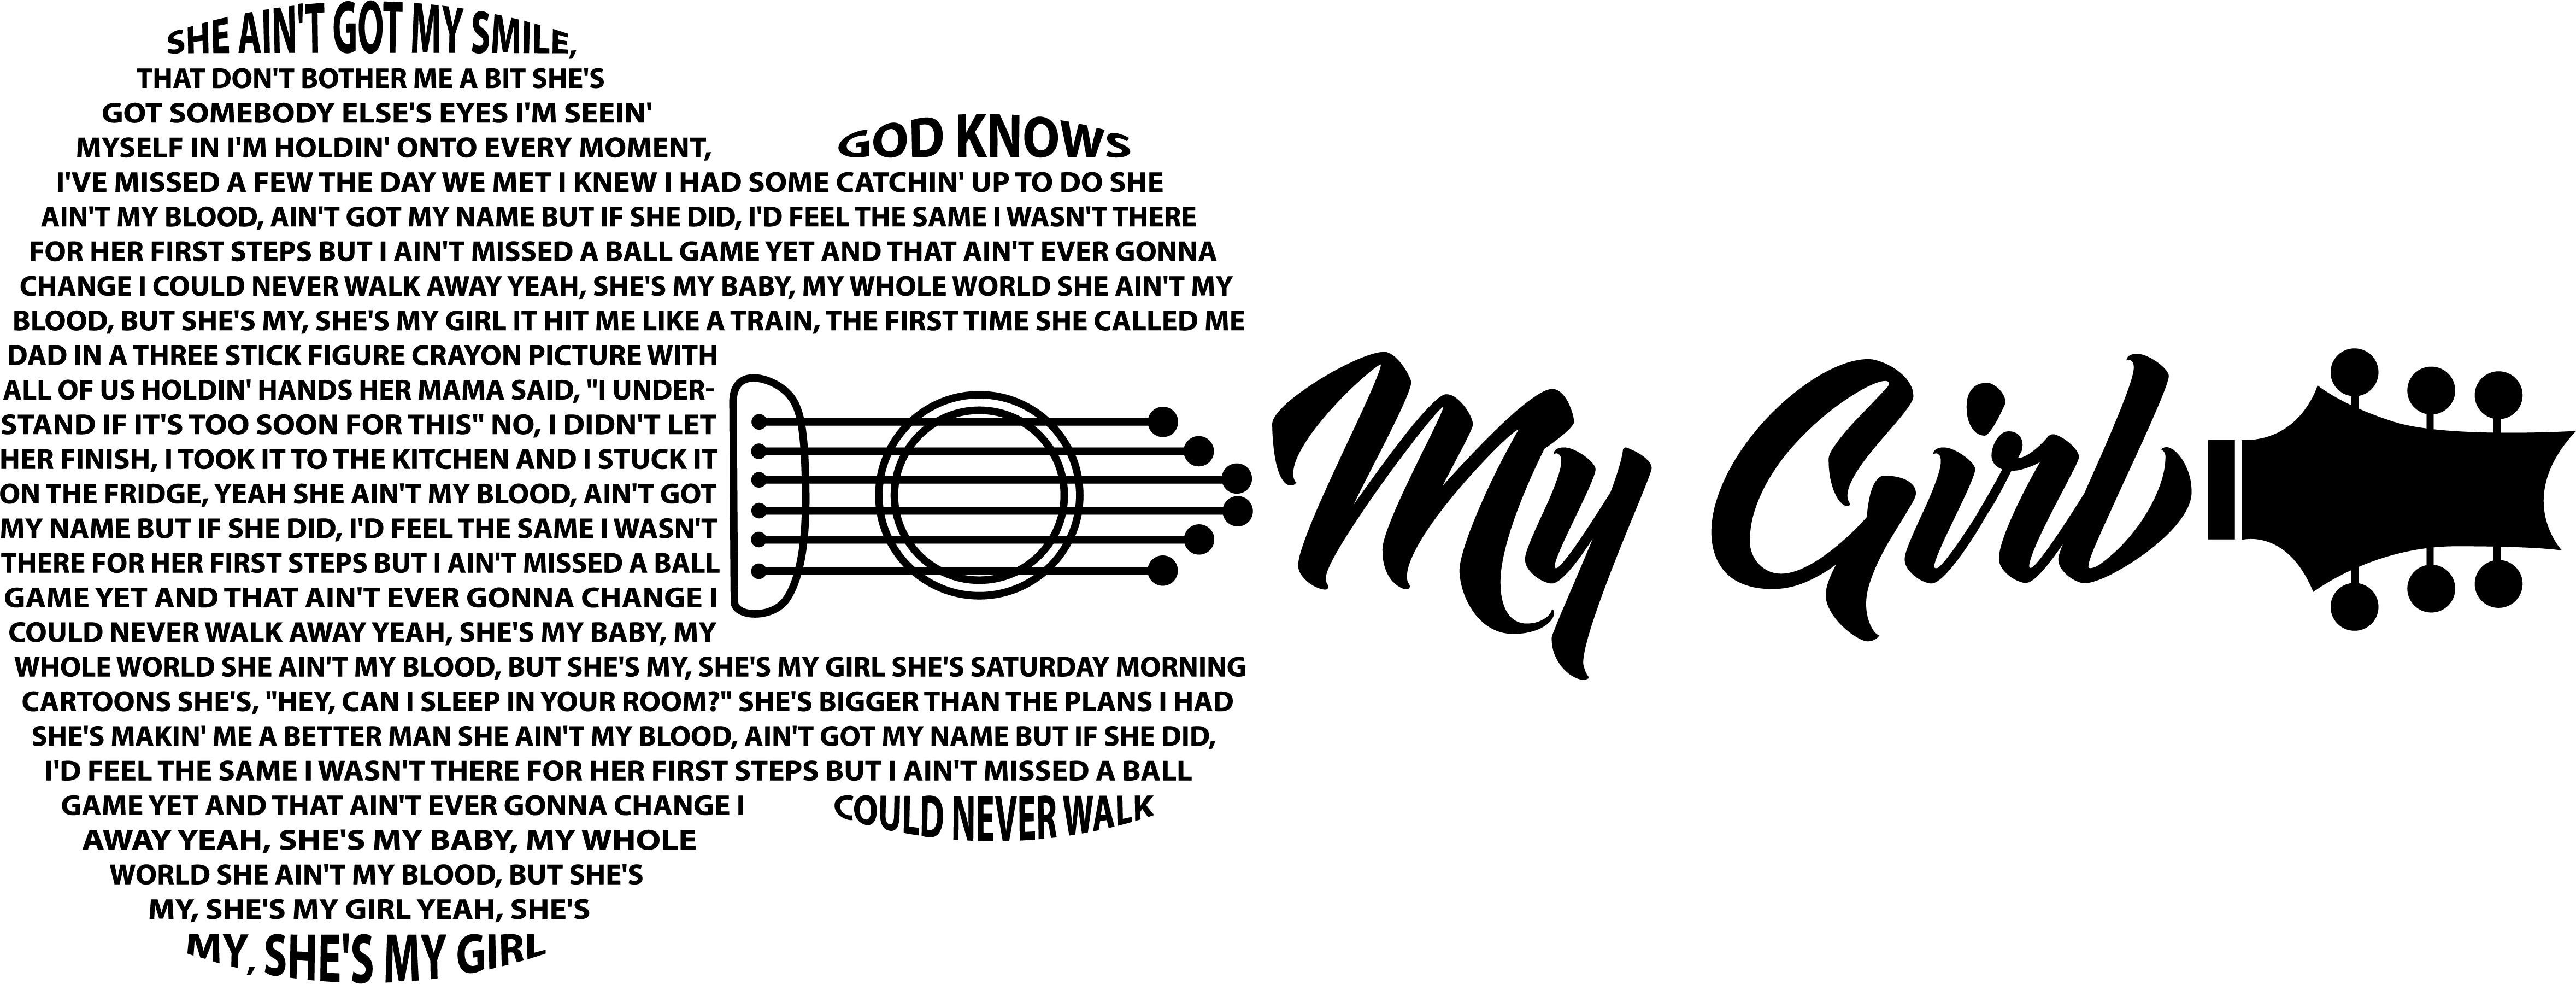 SHE AIN'T GOT MY SMILE,
THAT DON'T BOTHER ME A BIT SHE'S
GOT SOMEBODY ELSE'S EYES I'M SEEIN'
MYSELF IN I'M HOLDIN' ONTO EVERY MOMENT,
GOD KNOWS
I'VE MISSED A FEW THE DAY WE MET I KNEW I HAD SOME CATCHIN' UP TO DO SHE
AIN'T MY BLOOD, AIN'T GOT MY NAME BUT IF SHE DID, I'D FEEL THE SAME I WASN'T THERE
FOR HER FIRST STEPS BUT I AIN'T MISSED A BALL GAME YET AND THAT AIN'T EVER GONNA
CHANGE I COULD NEVER WALK AWAY YEAH, SHE'S MY BABY, MY WHOLE WORLD SHE AIN'T MY
BLOOD, BUT SHE'S MY, SHE'S MY GIRL IT HIT ME LIKE A TRAIN, THE FIRST TIME SHE CALLED ME
DAD IN A THREE STICK FIGURE CRAYON PICTURE WITH
ALL OF US HOLDIN' HANDS HER MAMA SAID, "I UNDER-
STAND IF IT'S TOO SOON FOR THIS" NO, I DIDN'T LET
HER FINISH, I TOOK IT TO THE KITCHEN AND I STUCK IT
ON THE FRIDGE, YEAH SHE AIN'T MY BLOOD, AIN'T GOT
MY NAME BUT IF SHE DID, I'D FEEL THE SAME I WASN'T
THERE FOR HER FIRST STEPS BUT I AIN'T MISSED A BALL
GAME YET AND THAT AIN'T EVER GONNA CHANGE I
COULD NEVER WALK AWAY YEAH, SHE'S MY BABY, MY
WHOLE WORLD SHE AIN'T MY BLOOD, BUT SHE'S MY, SHE'S MY GIRL SHE'S SATURDAY MORNING
CARTOONS SHE'S, "HEY, CAN I SLEEP IN YOUR ROOM?" SHE'S BIGGER THAN THE PLANS I HAD
SHE'S MAKIN' ME A BETTER MAN SHE AIN'T MY BLOOD, AIN'T GOT MY NAME BUT IF SHE DID,
I'D FEEL THE SAME I WASN'T THERE FOR HER FIRST STEPS BUT I AIN'T MISSED A BALL
GAME YET AND THAT AIN'T EVER GONNA CHANGE I
COULD NEVER WALK
AWAY YEAH, SHE'S MY BABY, MY WHOLE
WORLD SHE AIN'T MY BLOOD, BUT SHE'S
MY, SHE'S MY GIRL YEAH, SHE'S
MY, SHE'S MY GIRL
My Girl